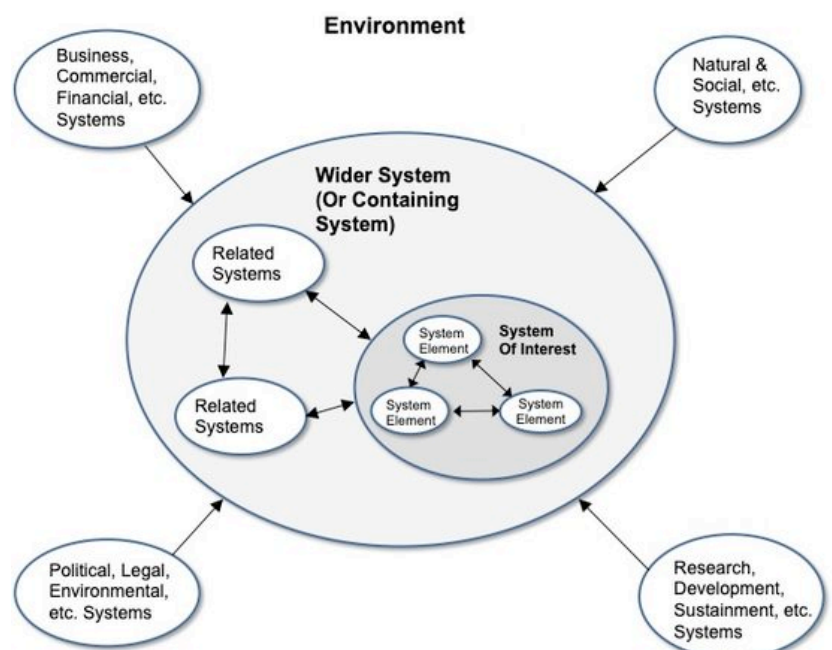 Environment
Business,
Commercial,
Financial, etc.
Systems
Natural &
Social, etc.
Systems
Wider System
(Or Containing
System)
Related
Systems
System
Element
System
Of Interest
Related
Systems
System
Element
System
Element
Political, Legal,
Environmental,
etc. Systems
Research,
Development,
Sustainment, etc.
Systems